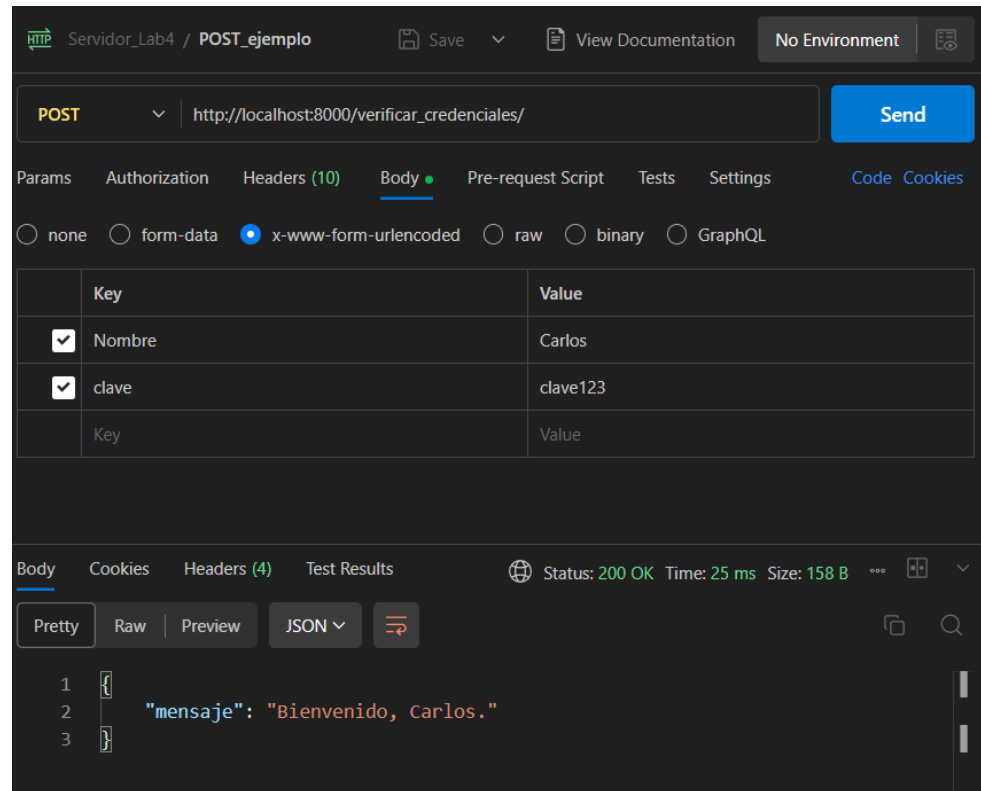 HTTP Servidor_Lab4 / POST_ejemplo Save View Documentation No Environment
POST http://localhost:8000/verificar_credenciales/ Send
Params Authorization Headers (10) Body Pre-request Script Tests Settings Code Cookies
none form-data x-www-form-urlencoded raw binary GraphQL
Key Value
Nombre Carlos
clave clave123
Key Value
Body Cookies Headers (4) Test Results Status: 200 OK Time: 25 ms Size: 158 B
Pretty Raw Preview JSON
1 {
2 "mensaje": "Bienvenido, Carlos."
3 }